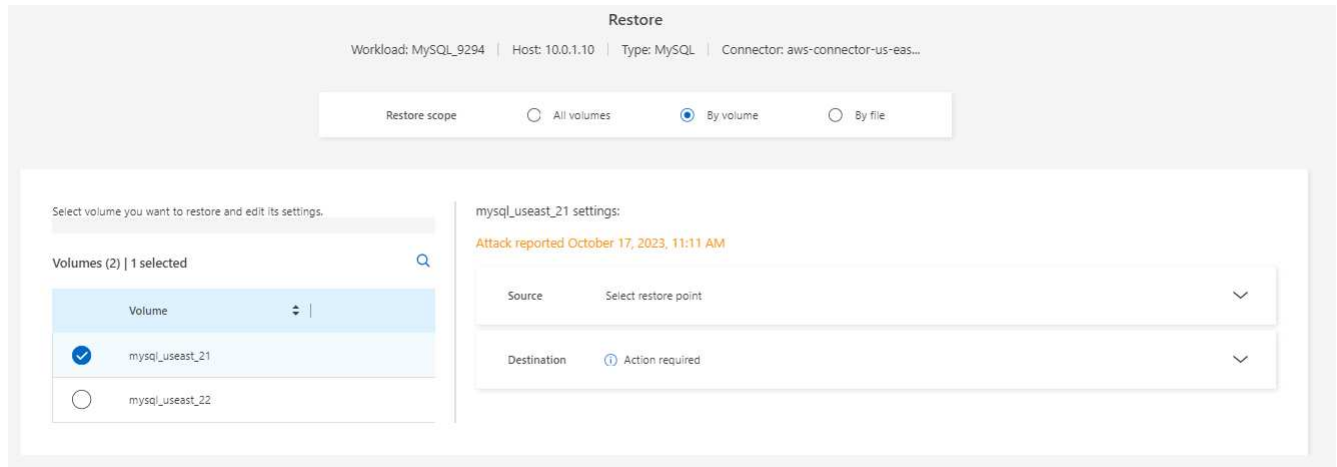 Restore
Workload: MySQL_9294 | Host: 10.0.1.10 | Type: MySQL | Connector: aws-connector-us-eas...
Restore scope All volumes By volume By file
Select volume you want to restore and edit its settings.
Volumes (2) | 1 selected
Volume
mysql_useast_21
mysql_useast_22
mysql_useast_21 settings:
Attack reported October 17, 2023, 11:11 AM
Source Select restore point
Destination Action required